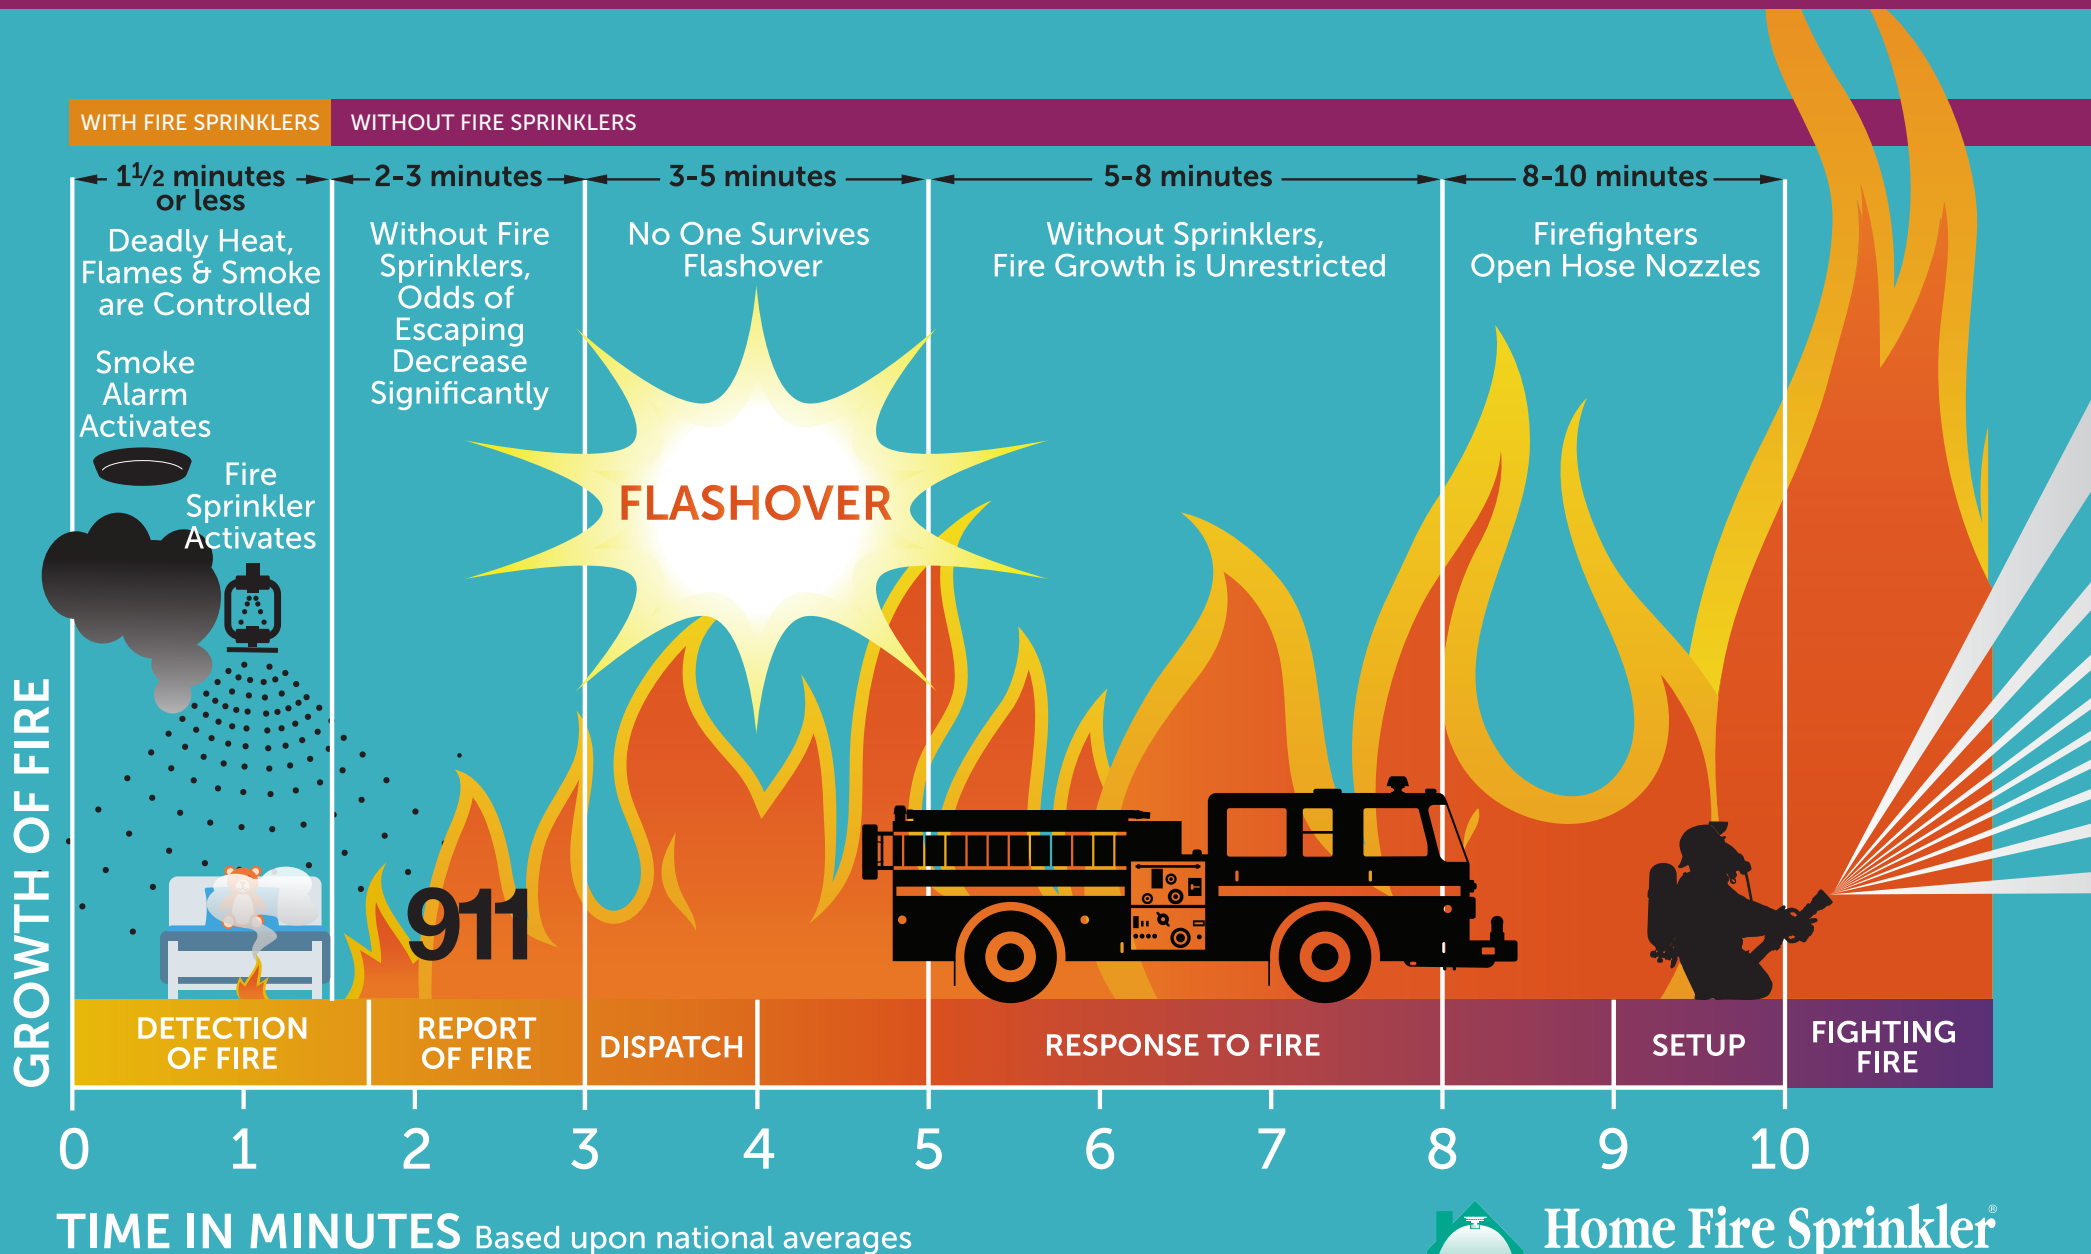 WITH FIRE SPRINKLERS
WITHOUT FIRE SPRINKLERS
1½ minutes
or less
Deadly Heat,
Flames & Smoke
are Controlled
Smoke
Alarm
Activates
Fire
Sprinkler
Activates
2-3 minutes
Without Fire
Sprinklers,
Odds of
Escaping
Decrease
Significantly
3-5 minutes
No One Survives
Flashover
FLASHOVER
5-8 minutes
Without Sprinklers,
Fire Growth is Unrestricted
8-10 minutes
Firefighters
Open Hose Nozzles
911
GROWTH OF FIRE
DETECTION
OF FIRE
REPORT
OF FIRE
DISPATCH
RESPONSE TO FIRE
SETUP
FIGHTING
FIRE
0 1 2 3 4 5 6 7 8 9 10
TIME IN MINUTES Based upon national averages
Home Fire Sprinkler®